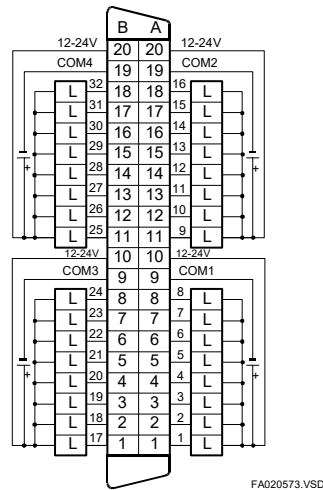 B A
12-24V 20 20 12-24V
COM4 19 19 COM2
32 L 18 18 16 L
31 L 17 17 15 L
30 L 16 16 14 L
29 L 15 15 13 L
28 L 14 14 12 L
27 L 13 13 11 L
26 L 12 12 10 L
25 L 11 11 9 L
12-24V 10 10 12-24V
COM3 9 9 COM1
24 L 8 8 8 L
23 L 7 7 7 L
22 L 6 6 6 L
21 L 5 5 5 L
20 L 4 4 4 L
19 L 3 3 3 L
18 L 2 2 2 L
17 L 1 1 1 L
+ +
+ +
FA020573.VSD